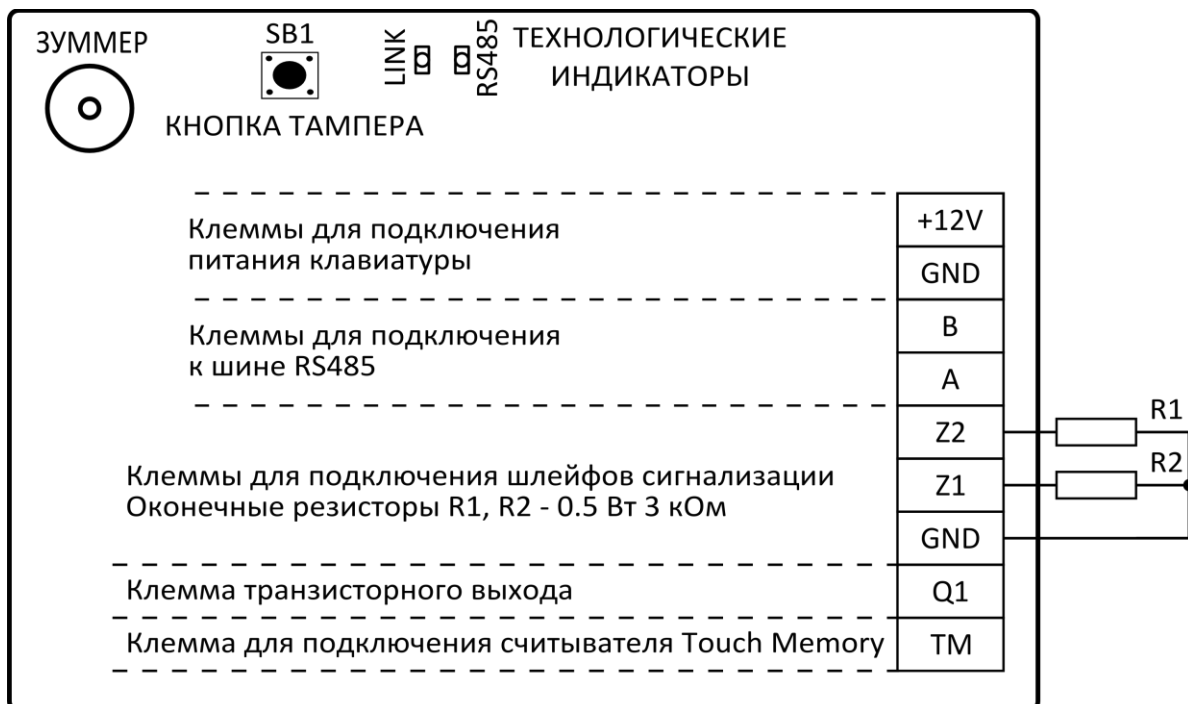 ЗУММЕР
SB1
LINK
RS485
ТЕХНОЛОГИЧЕСКИЕ
ИНДИКАТОРЫ
КНОПКА ТАМПЕРА
Клеммы для подключения
питания клавиатуры
+12V
GND
Клеммы для подключения
к шине RS485
B
A
Клеммы для подключения шлейфов сигнализации
Оконечные резисторы R1, R2 - 0.5 Вт 3 кОм
Z2
R1
Z1
R2
GND
Клемма транзисторного выхода
Q1
Клемма для подключения считывателя Touch Memory
TM